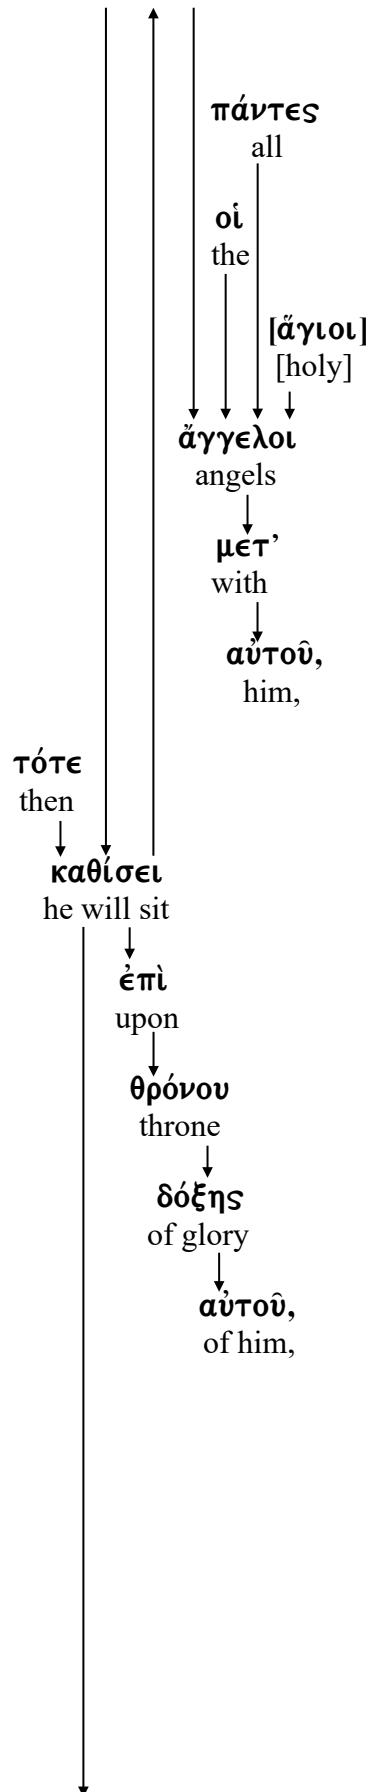 πάντες
all
οἱ
the
[ἅγιοι]
[holy]
ἄγγελοι
angels
μετ’
with
αὐτοῦ,
him,
τότε
then
καθίσει
he will sit
ἐπὶ
upon
θρόνου
throne
δόξης
of glory
αὐτοῦ,
of him,